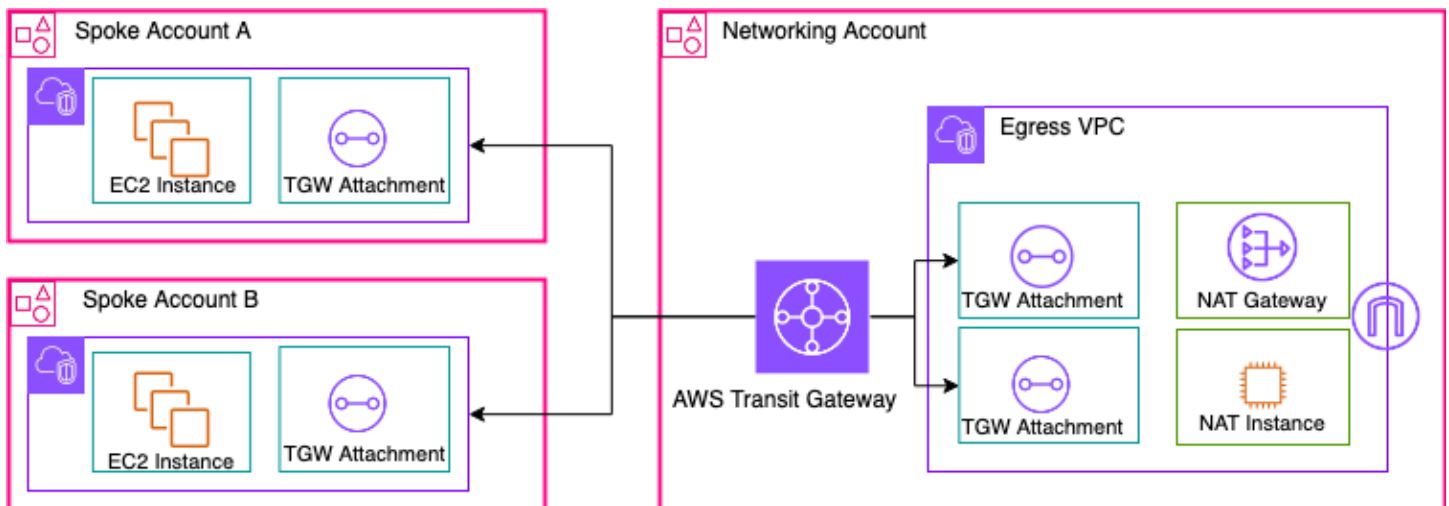 Spoke Account A
EC2 Instance
TGW Attachment
Spoke Account B
EC2 Instance
TGW Attachment
Networking Account
AWS Transit Gateway
Egress VPC
TGW Attachment
NAT Gateway
TGW Attachment
NAT Instance